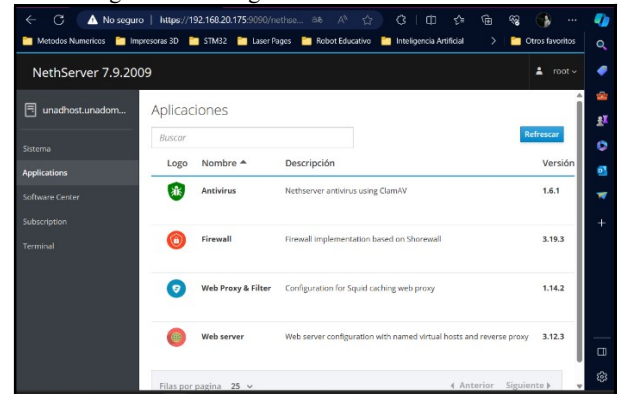 No seguro | https://192.168.20.175:9090/nethse...
Metodos Numericos Impresoras 3D STM32 Laser Pages Robot Educativo Inteligencia Artificial Otros favoritos
NethServer 7.9.2009 root
unadhost.unadom...
Sistema
Applications
Software Center
Subscription
Terminal
Aplicaciones
Buscar
Refrescar
Logo Nombre Descripción Versión
Antivirus Nethserver antivirus using ClamAV 1.6.1
Firewall Firewall implementation based on Shorewall 3.19.3
Web Proxy & Filter Configuration for Squid caching web proxy 1.14.2
Web server Web server configuration with named virtual hosts and reverse proxy 3.12.3
Filas por pagina 25 Anterior Siguiente